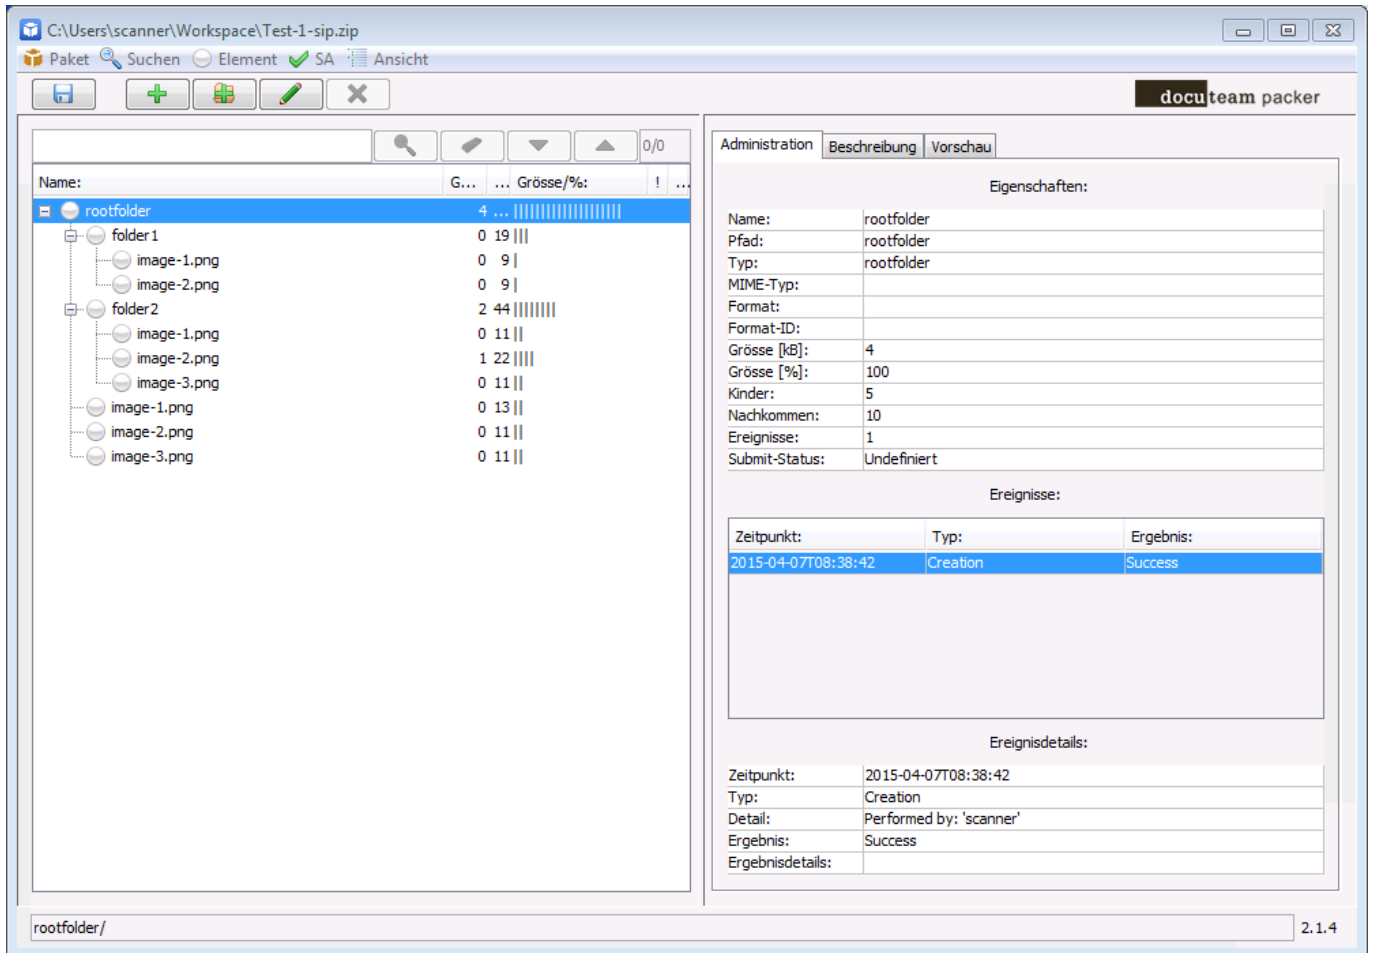 C:\Users\scanner\Workspace\Test-1-sip.zip
Paket Suchen Element SA Ansicht
docuteam packer
0/0
Name: G... ... Grösse/%: ! ...
rootfolder 4 ...
folder1 0 19
image-1.png 0 9
image-2.png 0 9
folder2 2 44
image-1.png 0 11
image-2.png 1 22
image-3.png 0 11
image-1.png 0 13
image-2.png 0 11
image-3.png 0 11
Administration Beschreibung Vorschau
Eigenschaften:
Name: rootfolder
Pfad: rootfolder
Typ: rootfolder
MIME-Typ:
Format:
Format-ID:
Grösse [kB]: 4
Grösse [%]: 100
Kinder: 5
Nachkommen: 10
Ereignisse: 1
Submit-Status: Undefiniert
Ereignisse:
Zeitpunkt: Typ: Ergebnis:
2015-04-07T08:38:42 Creation Success
Ereignisdetails:
Zeitpunkt: 2015-04-07T08:38:42
Typ: Creation
Detail: Performed by: 'scanner'
Ergebnis: Success
Ergebnisdetails:
rootfolder/ 2.1.4